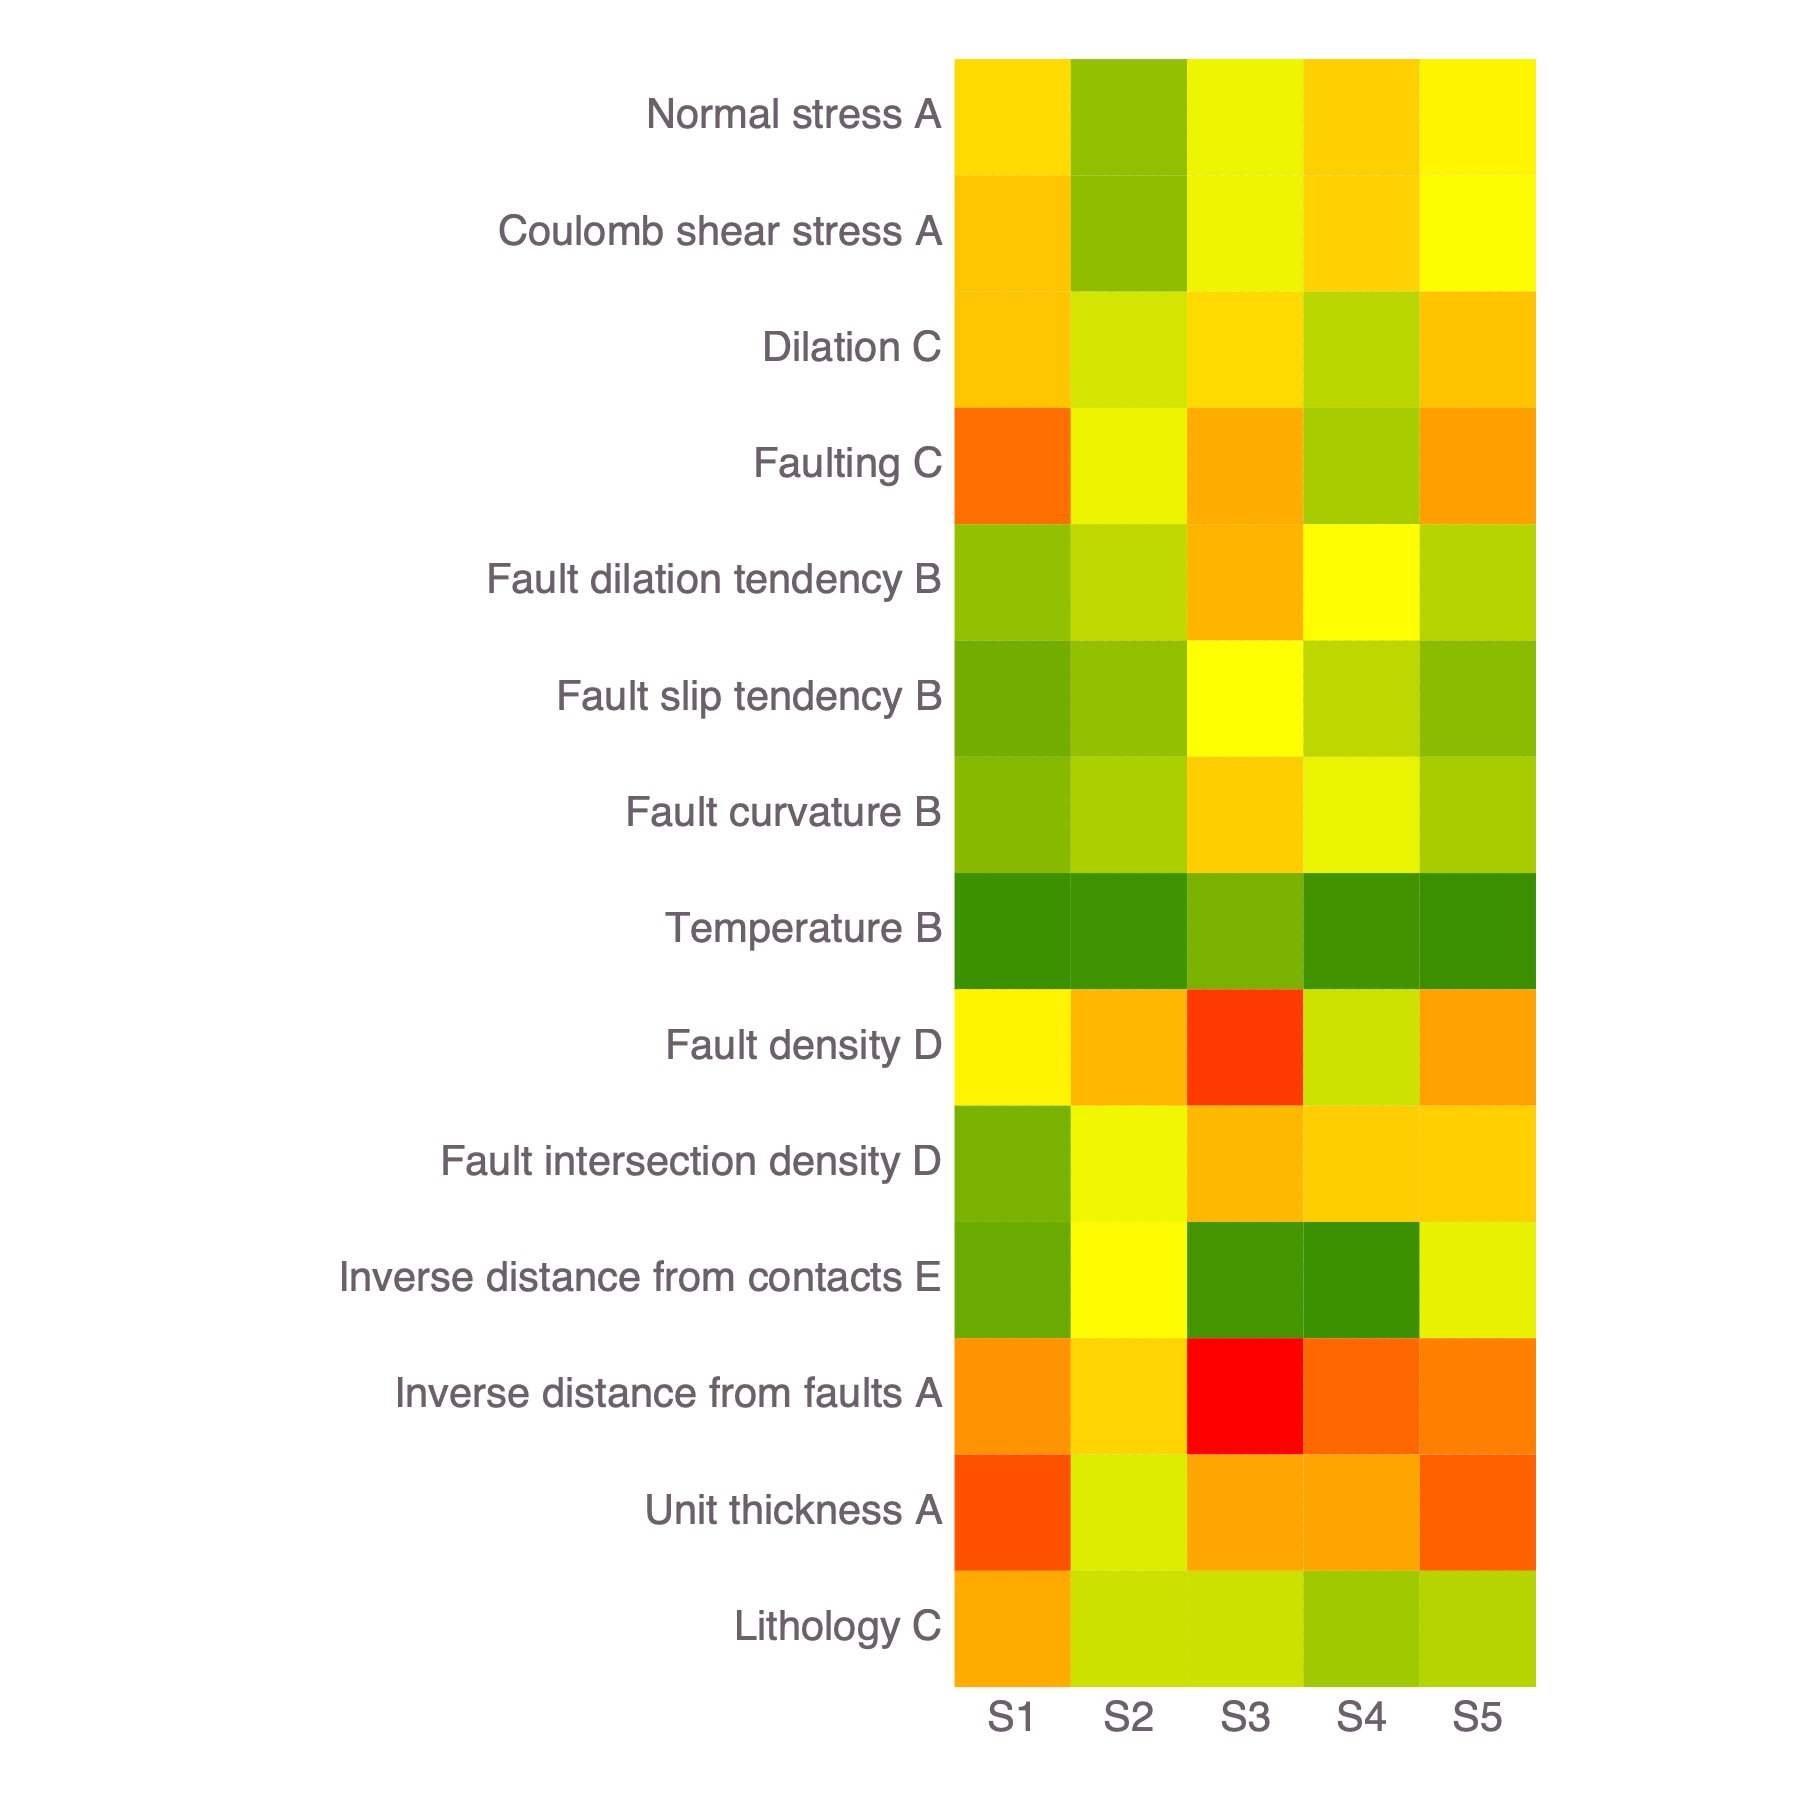 Normal stress A
Coulomb shear stress A
Dilation C
Faulting C
Fault dilation tendency B
Fault slip tendency B
Fault curvature B
Temperature B
Fault density D
Fault intersection density D
Inverse distance from contacts E
Inverse distance from faults A
Unit thickness A
Lithology C
S1 S2 S3 S4 S5